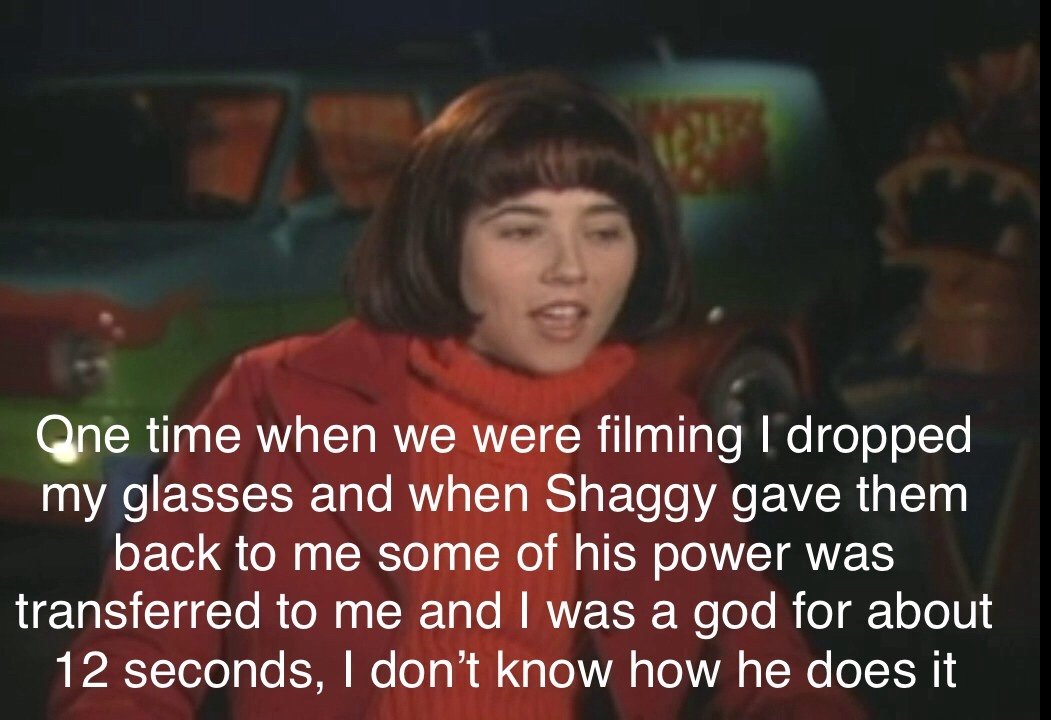 One time when we were filming I dropped
my glasses and when Shaggy gave them
back to me some of his power was
transferred to me and I was a god for about
12 seconds, I don’t know how he does it